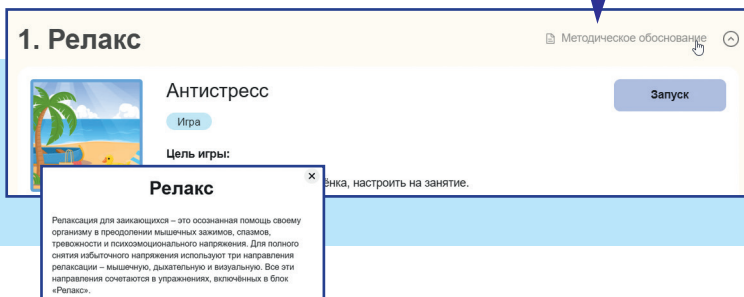 1. Релакс
Методическое обоснование
Антистресс
Запуск
Игра
Цель игры:
ёнка, настроить на занятие.
Релакс
Релаксация для заикающихся – это осознанная помощь своему
организму в преодолении мышечных зажимов, спазмов,
тревожности и психоэмоционального напряжения. Для полного
снятия избыточного напряжения используют три направления
релаксации – мышечную, дыхательную и визуальную. Все эти
направления сочетаются в упражнениях, включённых в блок
«Релакс».